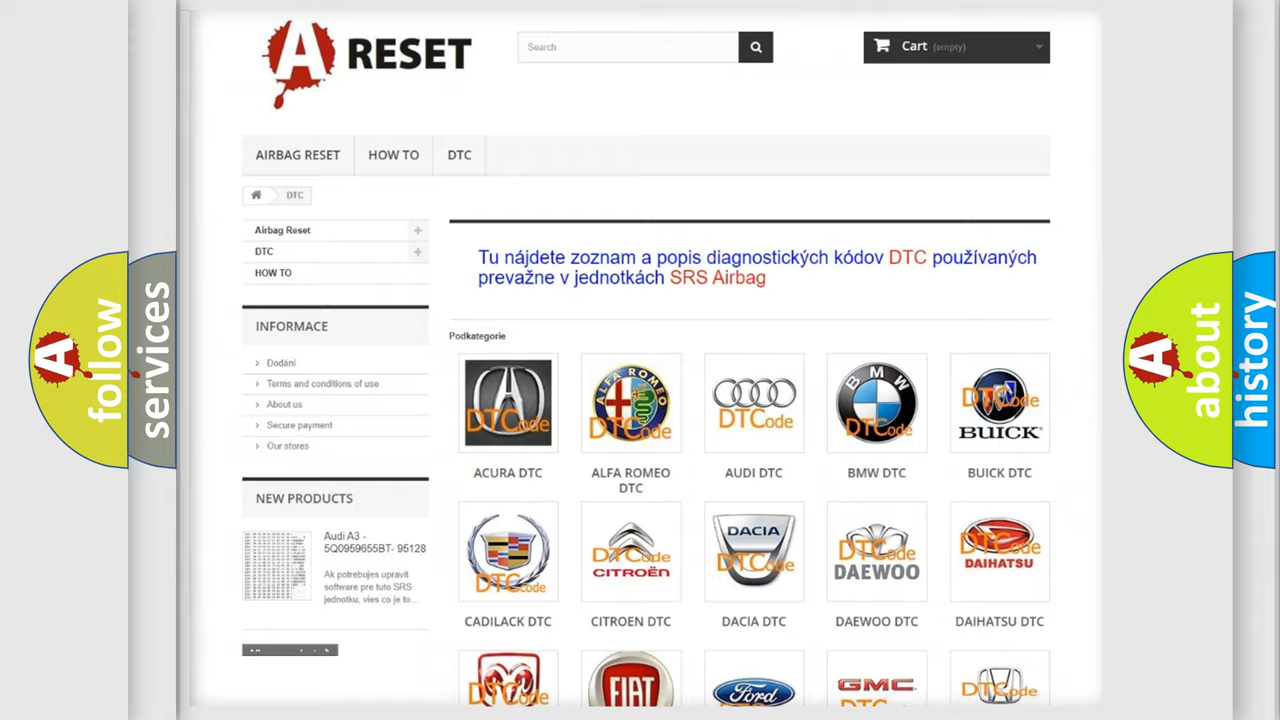 A RESET
Search
Cart (empty)
AIRBAG RESET
HOW TO
DTC
DTC
Airbag Reset
DTC
HOW TO
INFORMACE
Dodání
Terms and conditions of use
About us
Secure payment
Our stores
NEW PRODUCTS
Audi A3 -
5Q0959655BT- 95128
Ak potrebujes upravit
software pre tuto SRS
jednotku, vies co je to...
Tu nájdete zoznam a popis diagnostických kódov DTC používaných
prevažne v jednotkách SRS Airbag
Podkategorie
DTCode
ALFA ROMEO
DTCode
DTCode
BMW
DTCode
DTCode
BUICK
ACURA DTC
ALFA ROMEO
DTC
AUDI DTC
BMW DTC
BUICK DTC
DTCode
DTCode
CITROËN
DACIA
DTCode
DTCode
DAEWOO
DTCode
DAIHATSU
CADILACK DTC
CITROEN DTC
DACIA DTC
DAEWOO DTC
DAIHATSU DTC
DTCode
FIAT
Ford
GMC
DTCode
A follow
services
A about
history